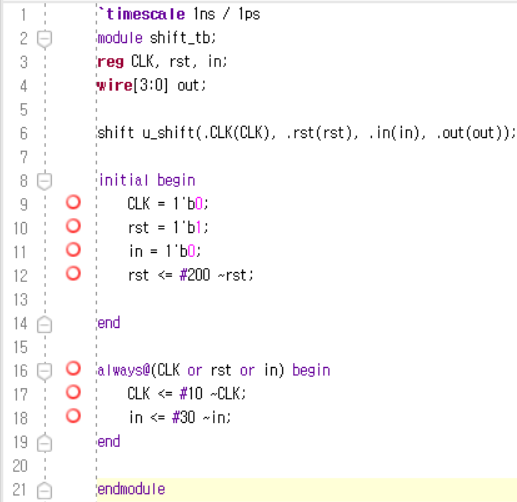 1 `timescale 1ns / 1ps
2 module shift_tb;
3 reg CLK, rst, in;
4 wire[3:0] out;
5
6 shift u_shift(.CLK(CLK), .rst(rst), .in(in), .out(out));
7
8 initial begin
9 CLK = 1'b0;
10 rst = 1'b1;
11 in = 1'b0;
12 rst <= #200 ~rst;
13
14 end
15
16 always@(CLK or rst or in) begin
17 CLK <= #10 ~CLK;
18 in <= #30 ~in;
19 end
20
21 endmodule